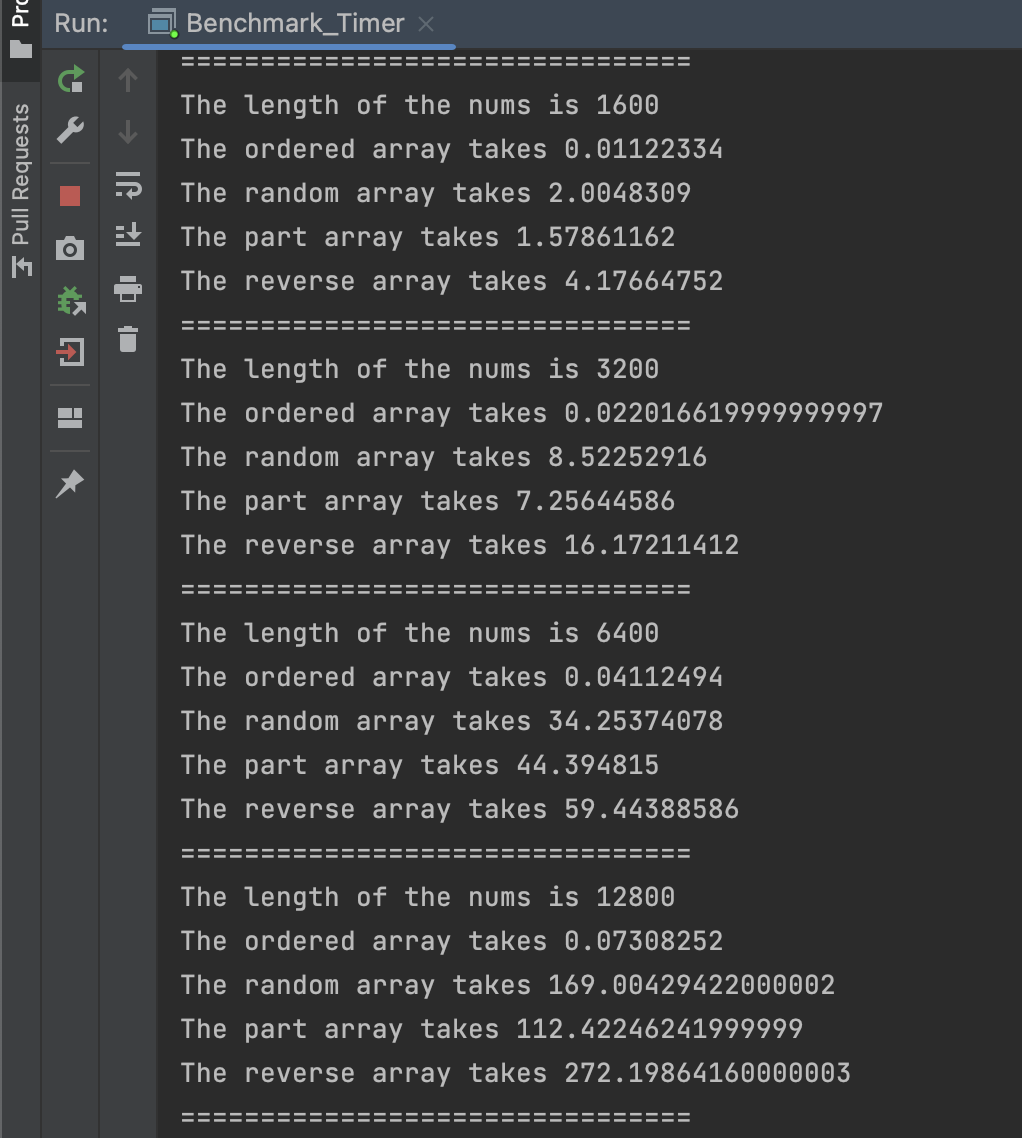 Run: Benchmark_Timer
Pro
Pull Requests
================================
The length of the nums is 1600
The ordered array takes 0.01122334
The random array takes 2.0048309
The part array takes 1.57861162
The reverse array takes 4.17664752
================================
The length of the nums is 3200
The ordered array takes 0.022016619999999997
The random array takes 8.52252916
The part array takes 7.25644586
The reverse array takes 16.17211412
================================
The length of the nums is 6400
The ordered array takes 0.04112494
The random array takes 34.25374078
The part array takes 44.394815
The reverse array takes 59.44388586
================================
The length of the nums is 12800
The ordered array takes 0.07308252
The random array takes 169.00429422000002
The part array takes 112.42246241999999
The reverse array takes 272.19864160000003
================================